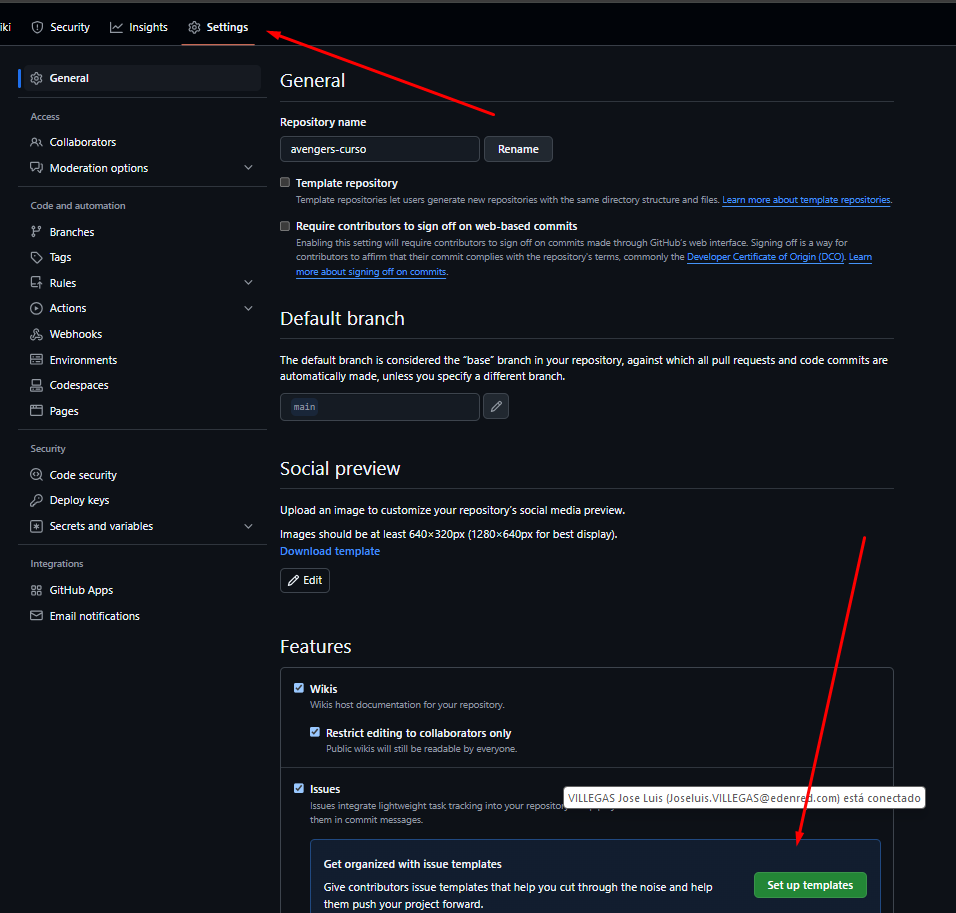 iki Security Insights Settings
General
Access
Collaborators
Moderation options
Code and automation
Branches
Tags
Rules
Actions
Webhooks
Environments
Codespaces
Pages
Security
Code security
Deploy keys
Secrets and variables
Integrations
GitHub Apps
Email notifications
General
Repository name
avengers-curso Rename
Template repository
Template repositories let users generate new repositories with the same directory structure and files. Learn more about template repositories.
Require contributors to sign off on web-based commits
Enabling this setting will require contributors to sign off on commits made through GitHub's web interface. Signing off is a way for
contributors to affirm that their commit complies with the repository's terms, commonly the Developer Certificate of Origin (DCO). Learn
more about signing off on commits.
Default branch
The default branch is considered the “base” branch in your repository, against which all pull requests and code commits are
automatically made, unless you specify a different branch.
main
Social preview
Upload an image to customize your repository's social media preview.
Images should be at least 640×320px (1280×640px for best display).
Download template
Edit
Features
Wikis
Wikis host documentation for your repository.
Restrict editing to collaborators only
Public wikis will still be readable by everyone.
Issues
Issues integrate lightweight task tracking into your repository
them in commit messages.
VILLEGAS Jose Luis (Joseluis.VILLEGAS@edenred.com) está conectado
Get organized with issue templates
Give contributors issue templates that help you cut through the noise and help
them push your project forward.
Set up templates